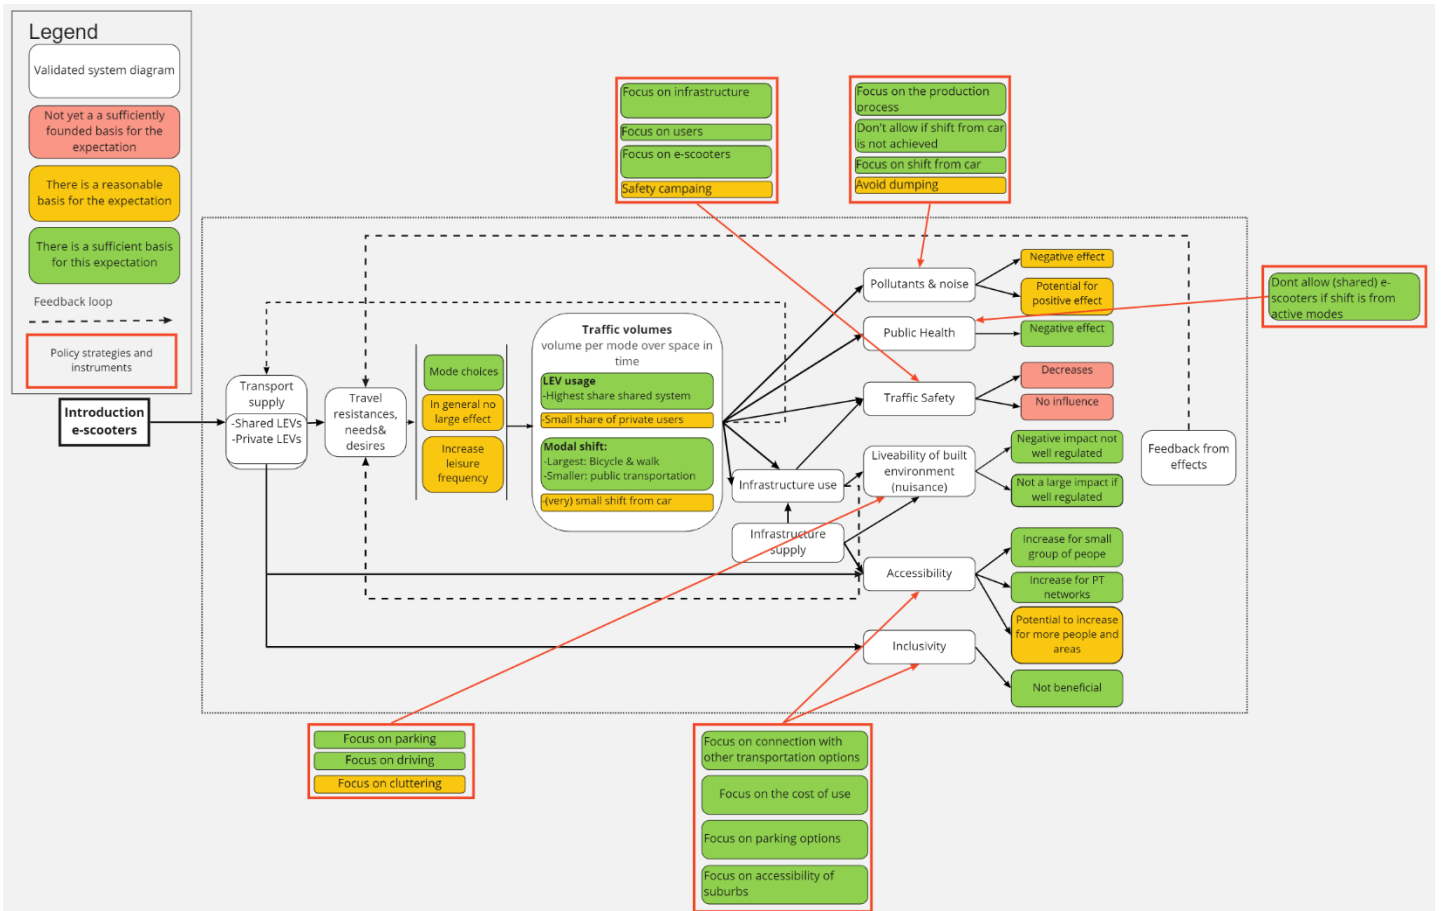 Legend
Validated system diagram
Not yet a a sufficiently
founded basis for the
expectation
There is a reasonable
basis for the expectation
There is a sufficient basis
for this expectation
Feedback loop
Policy strategies and
instruments
Focus on infrastructure
Focus on users
Focus on e-scooters
Safety campaing
Focus on the production
process
Don't allow if shift from car
is not achieved
Focus on shift from car
Avoid dumping
Dont allow (shared) e-
scooters if shift is from
active modes
Introduction
e-scooters
Transport
supply
-Shared LEVs
-Private LEVs
Travel
resistances,
needs&
desires
Mode choices
In general no
large effect
Increase
leisure
frequency
Traffic volumes
volume per mode over space in
time
LEV usage
-Highest share shared system
-Small share of private users
Modal shift:
-Largest: Bicycle & walk
-Smaller: public transportation
-(very) small shift from car
Infrastructure use
Infrastructure
supply
Pollutants & noise
Negative effect
Potential for
positive effect
Public Health
Negative effect
Traffic Safety
Decreases
No influence
Liveability of built
environment
(nuisance)
Negative impact not
well regulated
Not a large impact if
well regulated
Accessibility
Increase for small
group of peope
Increase for PT
networks
Potential to increase
for more people and
areas
Inclusivity
Not beneficial
Feedback from
effects
Focus on parking
Focus on driving
Focus on cluttering
Focus on connection with
other transportation options
Focus on the cost of use
Focus on parking options
Focus on accessibility of
suburbs